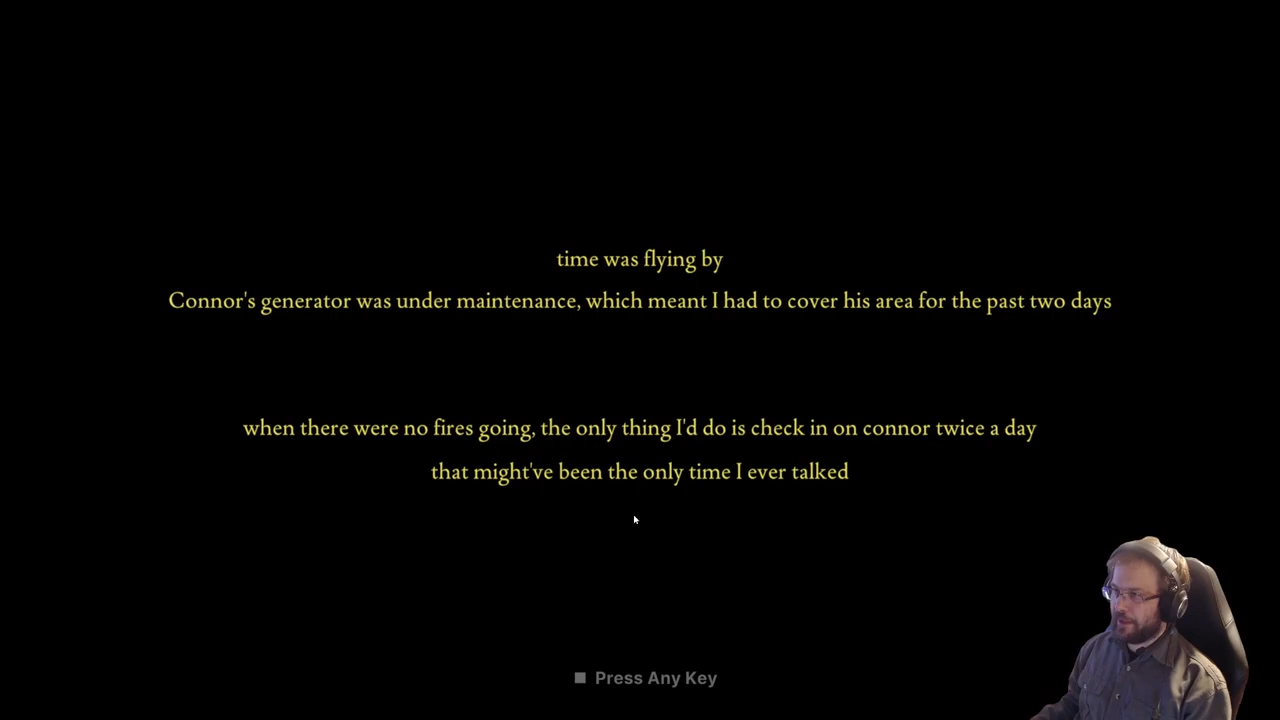 time was flying by
Connor's generator was under maintenance, which meant I had to cover his area for the past two days
when there were no fires going, the only thing I'd do is check in on connor twice a day
that might've been the only time I ever talked
Press Any Key